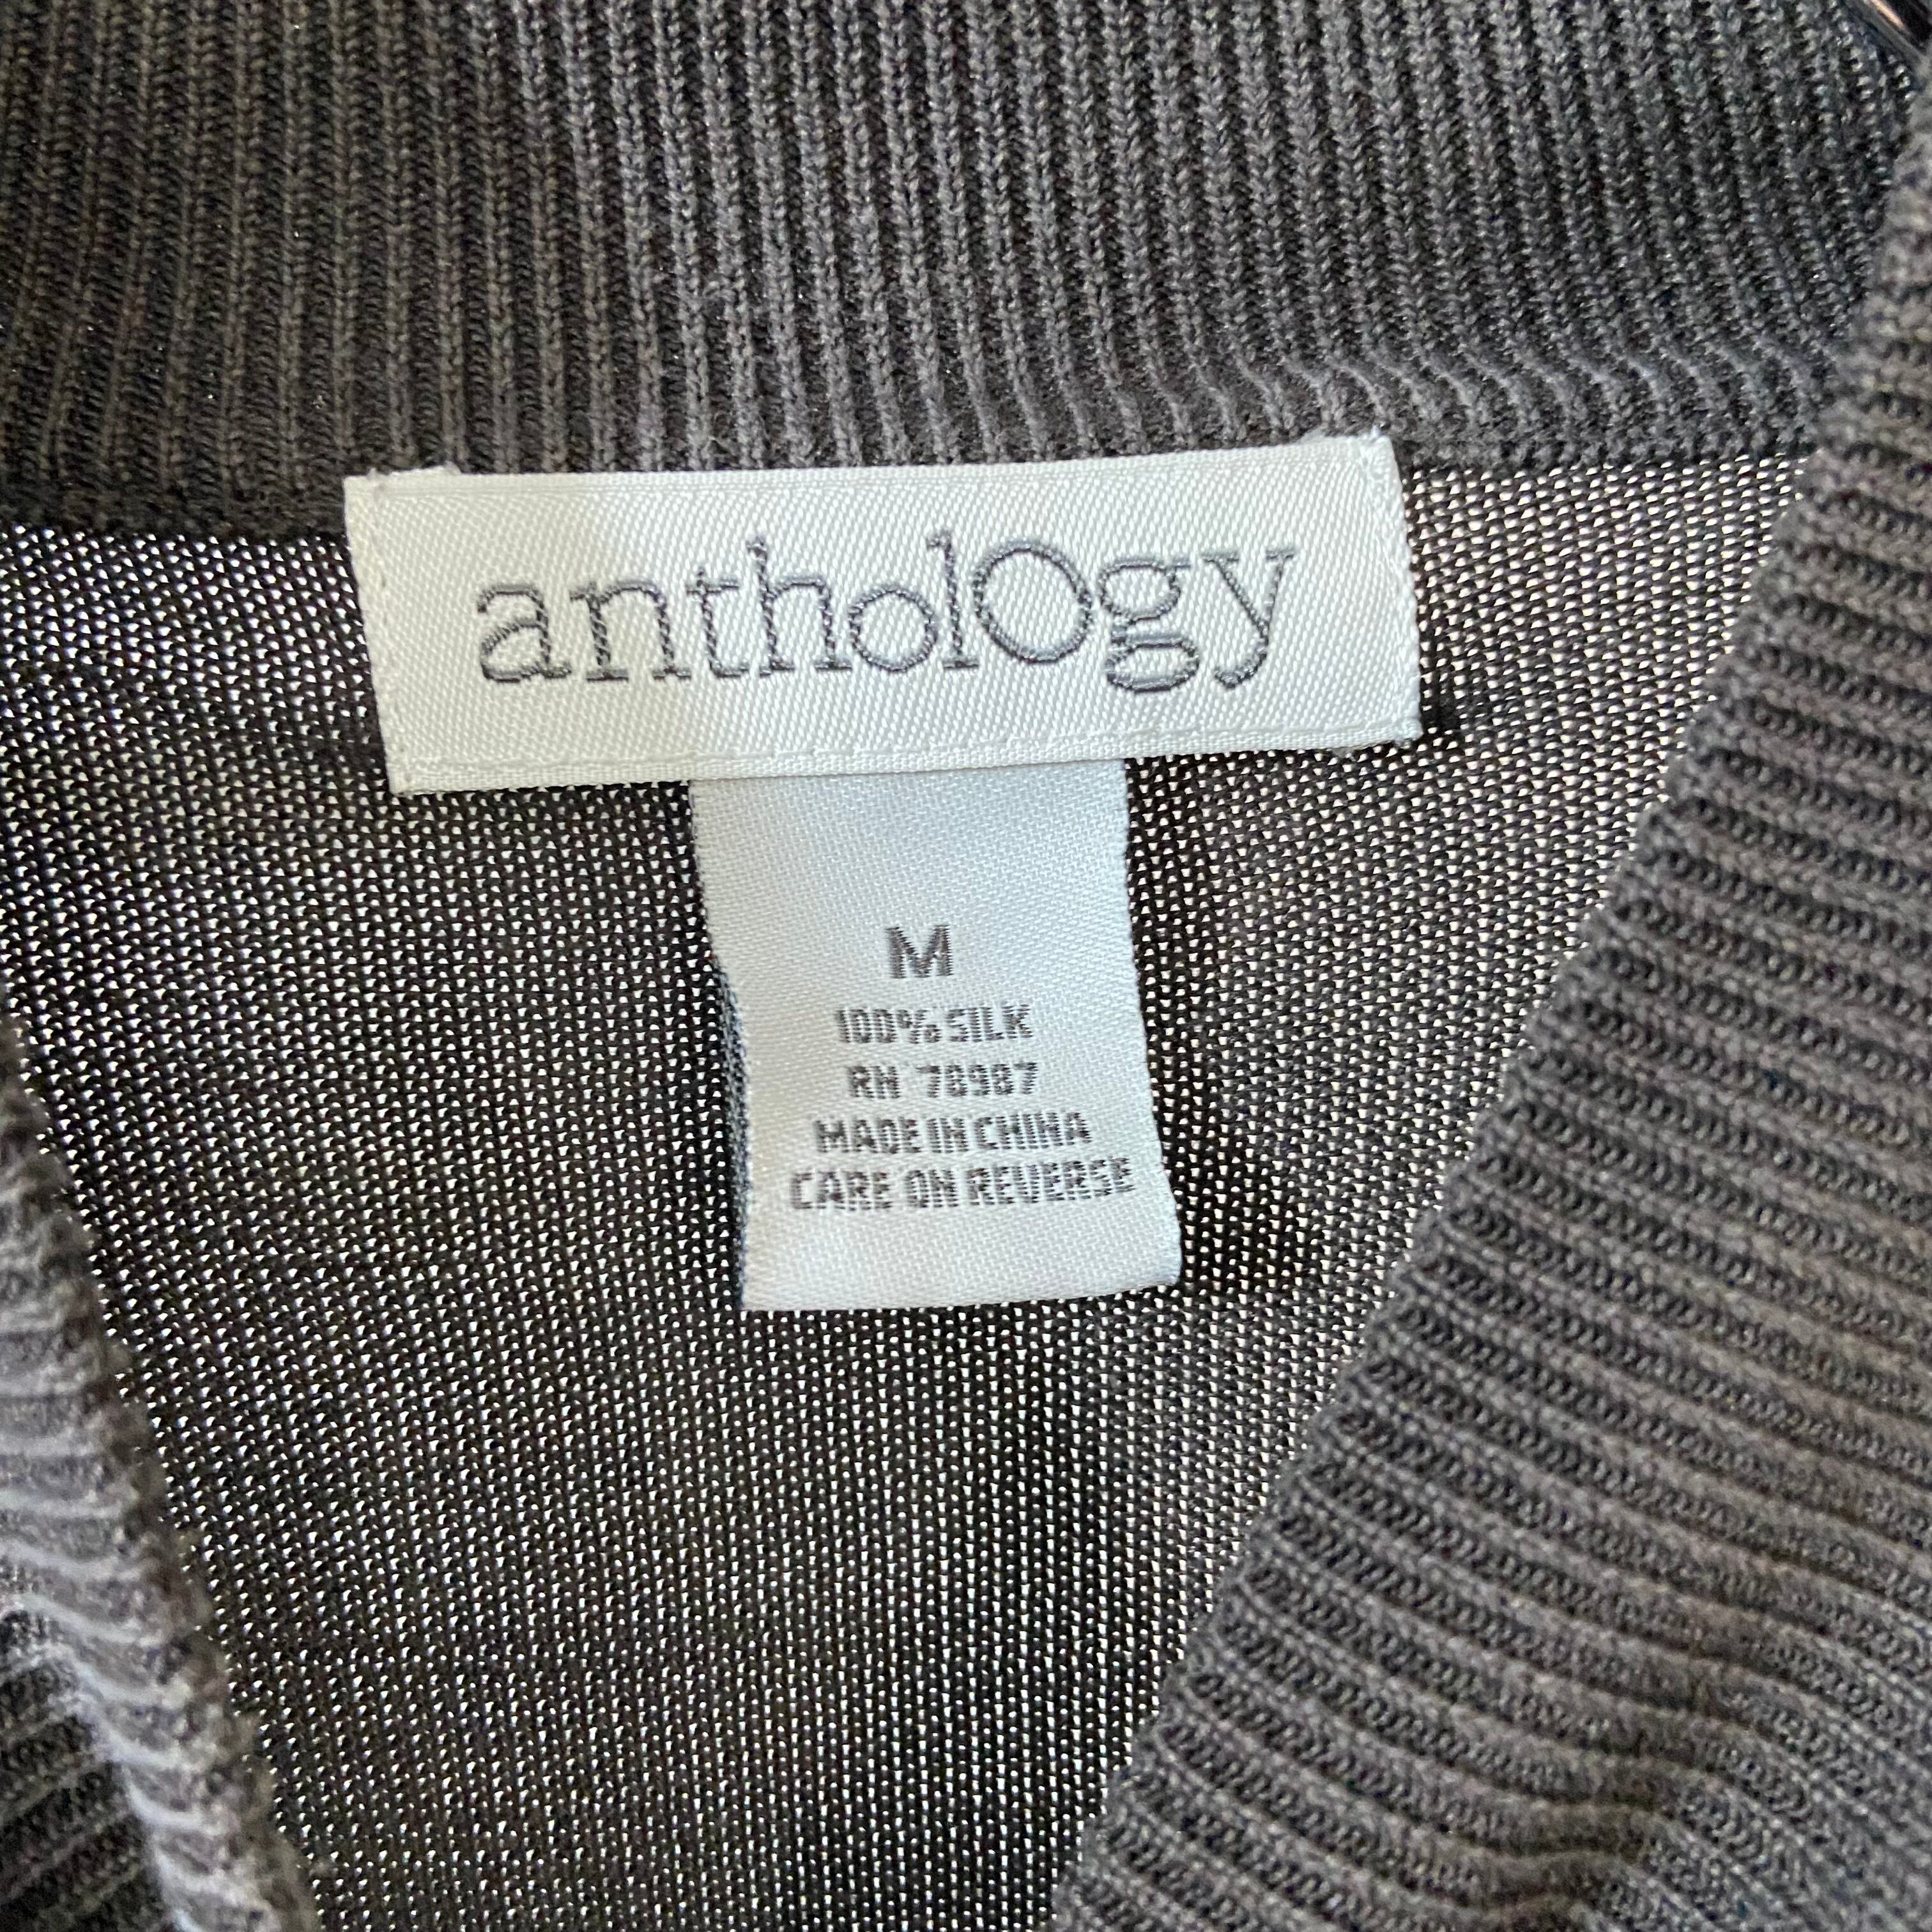 anthology
M
100% SILK
RN 78987
MADE IN CHINA
CARE ON REVERSE